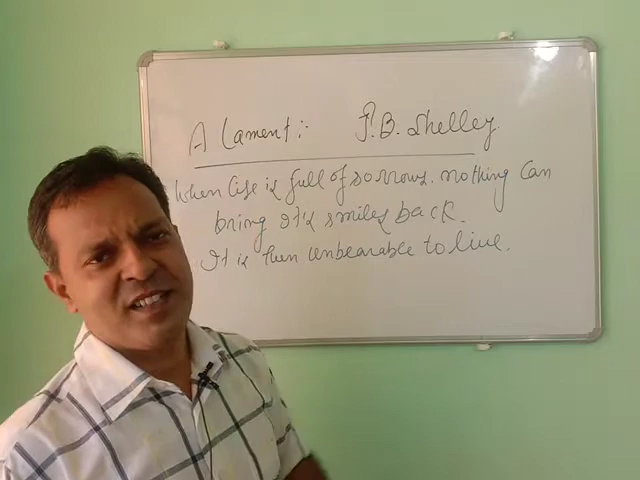 A Lament:- P.B. Shelley
When life is full of sorrows. nothing can
bring it's smiles back.
It is then unbearable to live.